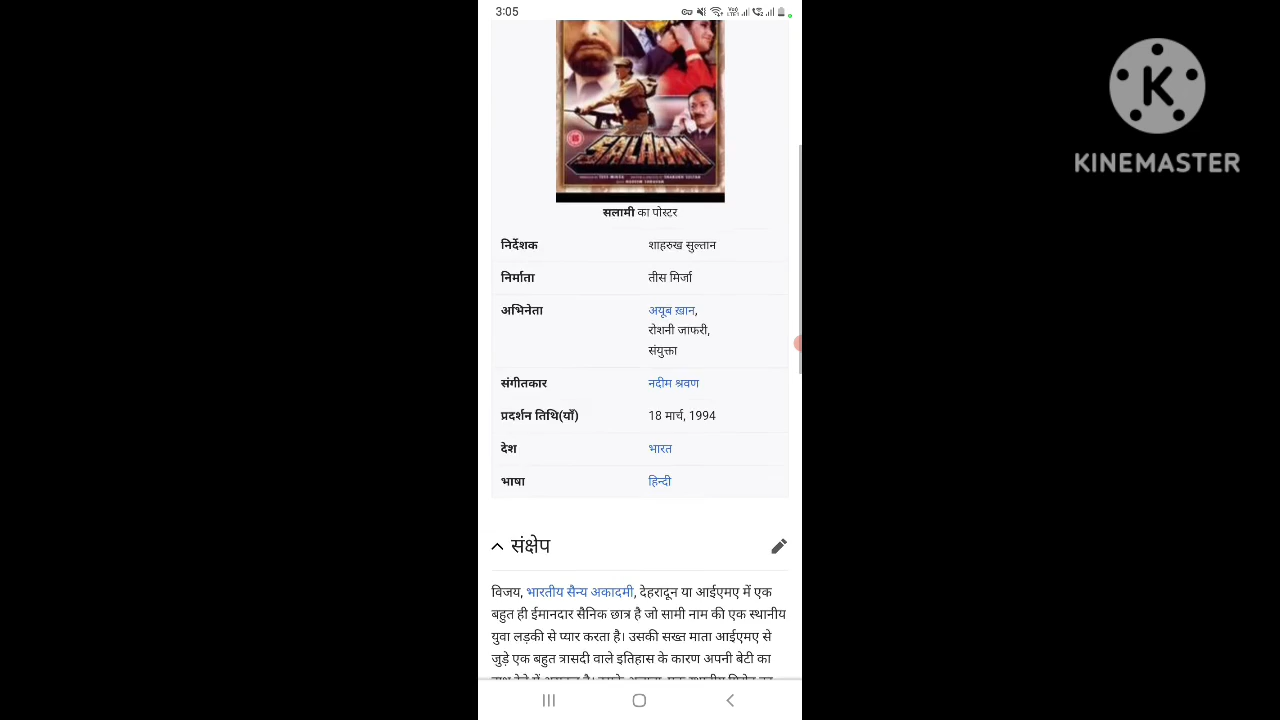 3:05
KINEMASTER
SALAAMI
सलामी का पोस्टर
निर्देशक शाहरुख सुल्तान
निर्माता तीस मिर्जा
अभिनेता अयूब ख़ान,
रोशनी जाफरी,
संयुक्ता
संगीतकार नदीम श्रवण
प्रदर्शन तिथि(याँ) 18 मार्च, 1994
देश भारत
भाषा हिन्दी
संक्षेप
विजय, भारतीय सैन्य अकादमी, देहरादून या आईएमए में एक
बहुत ही ईमानदार सैनिक छात्र है जो सामी नाम की एक स्थानीय
युवा लड़की से प्यार करता है। उसकी सख्त माता आईएमए से
जुड़े एक बहुत त्रासदी वाले इतिहास के कारण अपनी बेटी का